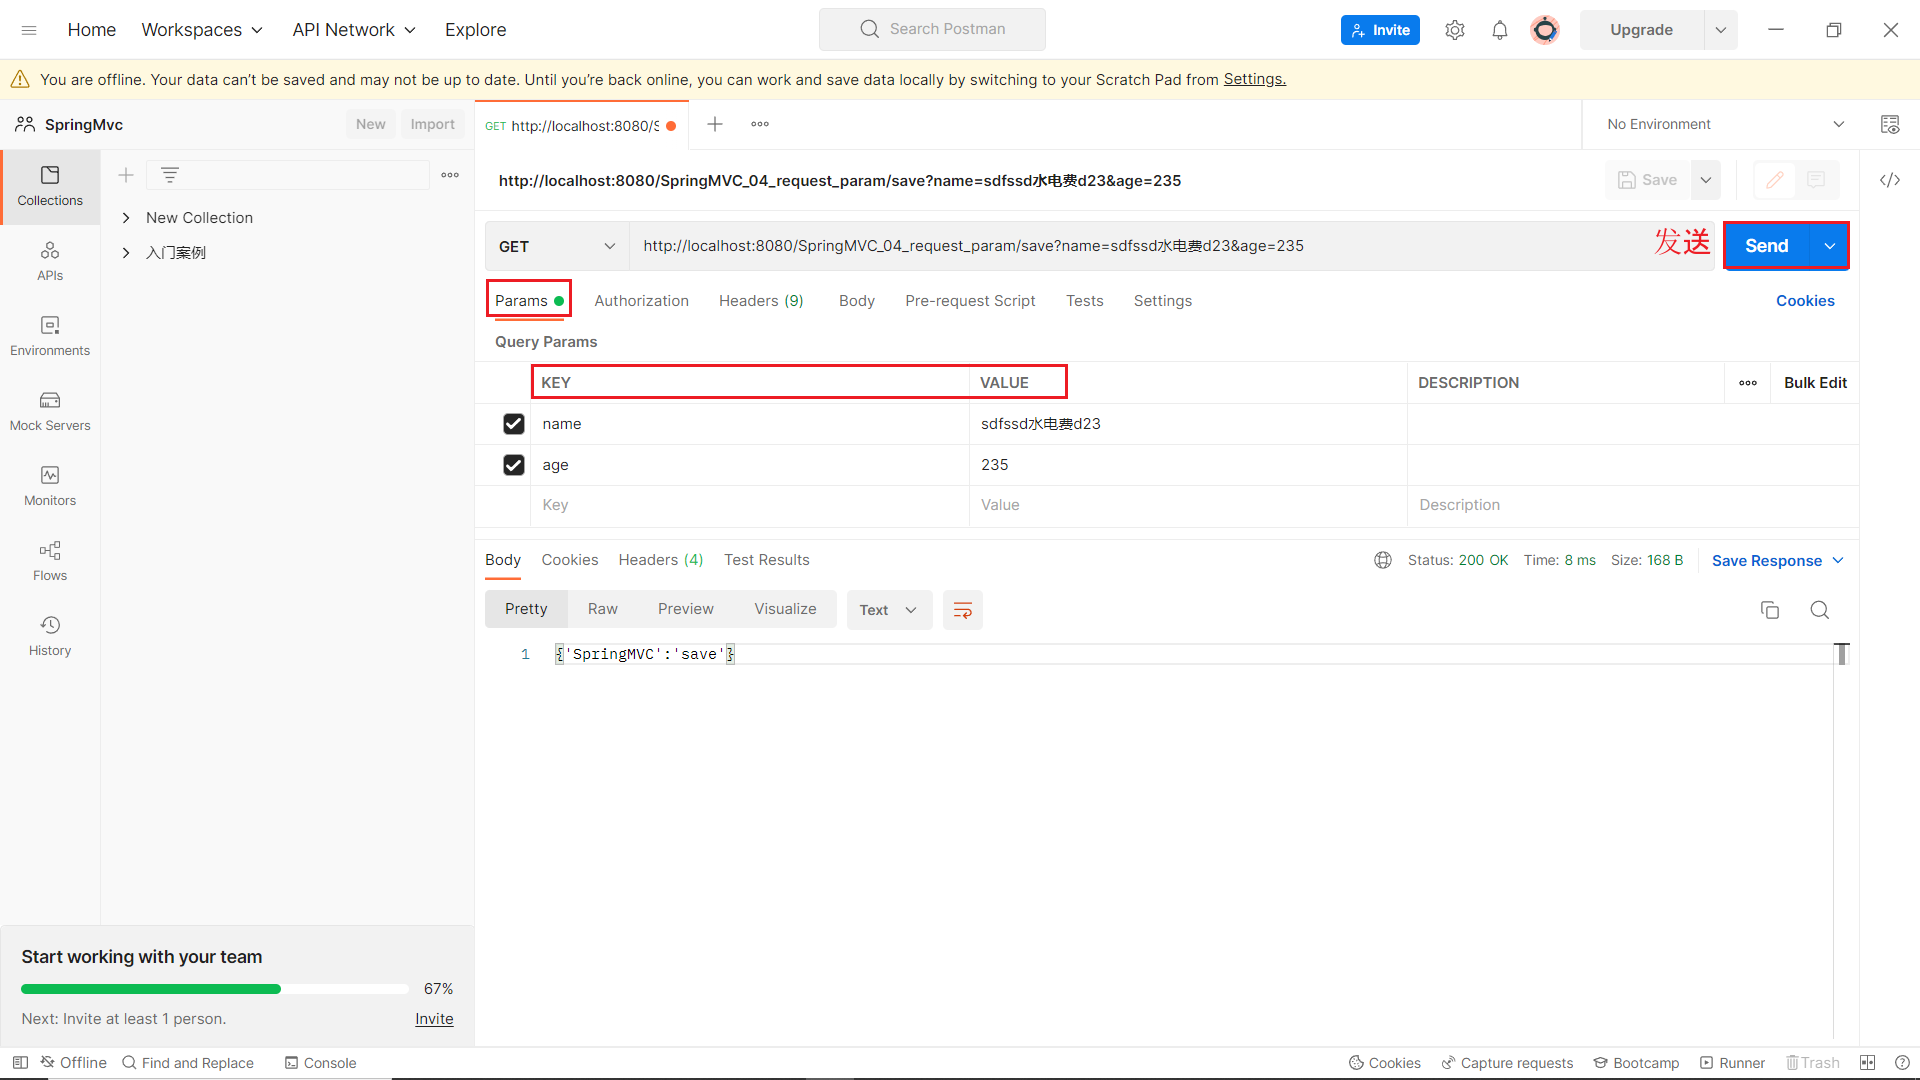 Home Workspaces API Network Explore Search Postman Invite Upgrade
You are offline. Your data can't be saved and may not be up to date. Until you're back online, you can work and save data locally by switching to your Scratch Pad from Settings.
SpringMvc New Import GET http://localhost:8080/S No Environment
http://localhost:8080/SpringMVC_04_request_param/save?name=sdfssd水电费d23&age=235 Save
Collections
New Collection
入门案例
APIs
Environments
Mock Servers
Monitors
Flows
History
GET http://localhost:8080/SpringMVC_04_request_param/save?name=sdfssd水电费d23&age=235 发送 Send
Params Authorization Headers (9) Body Pre-request Script Tests Settings Cookies
Query Params
KEY VALUE DESCRIPTION Bulk Edit
name sdfssd水电费d23
age 235
Key Value Description
Body Cookies Headers (4) Test Results Status: 200 OK Time: 8 ms Size: 168 B Save Response
Pretty Raw Preview Visualize Text
1 {'SpringMVC':'save'}
Start working with your team
67%
Next: Invite at least 1 person. Invite
Offline Find and Replace Console Cookies Capture requests Bootcamp Runner Trash